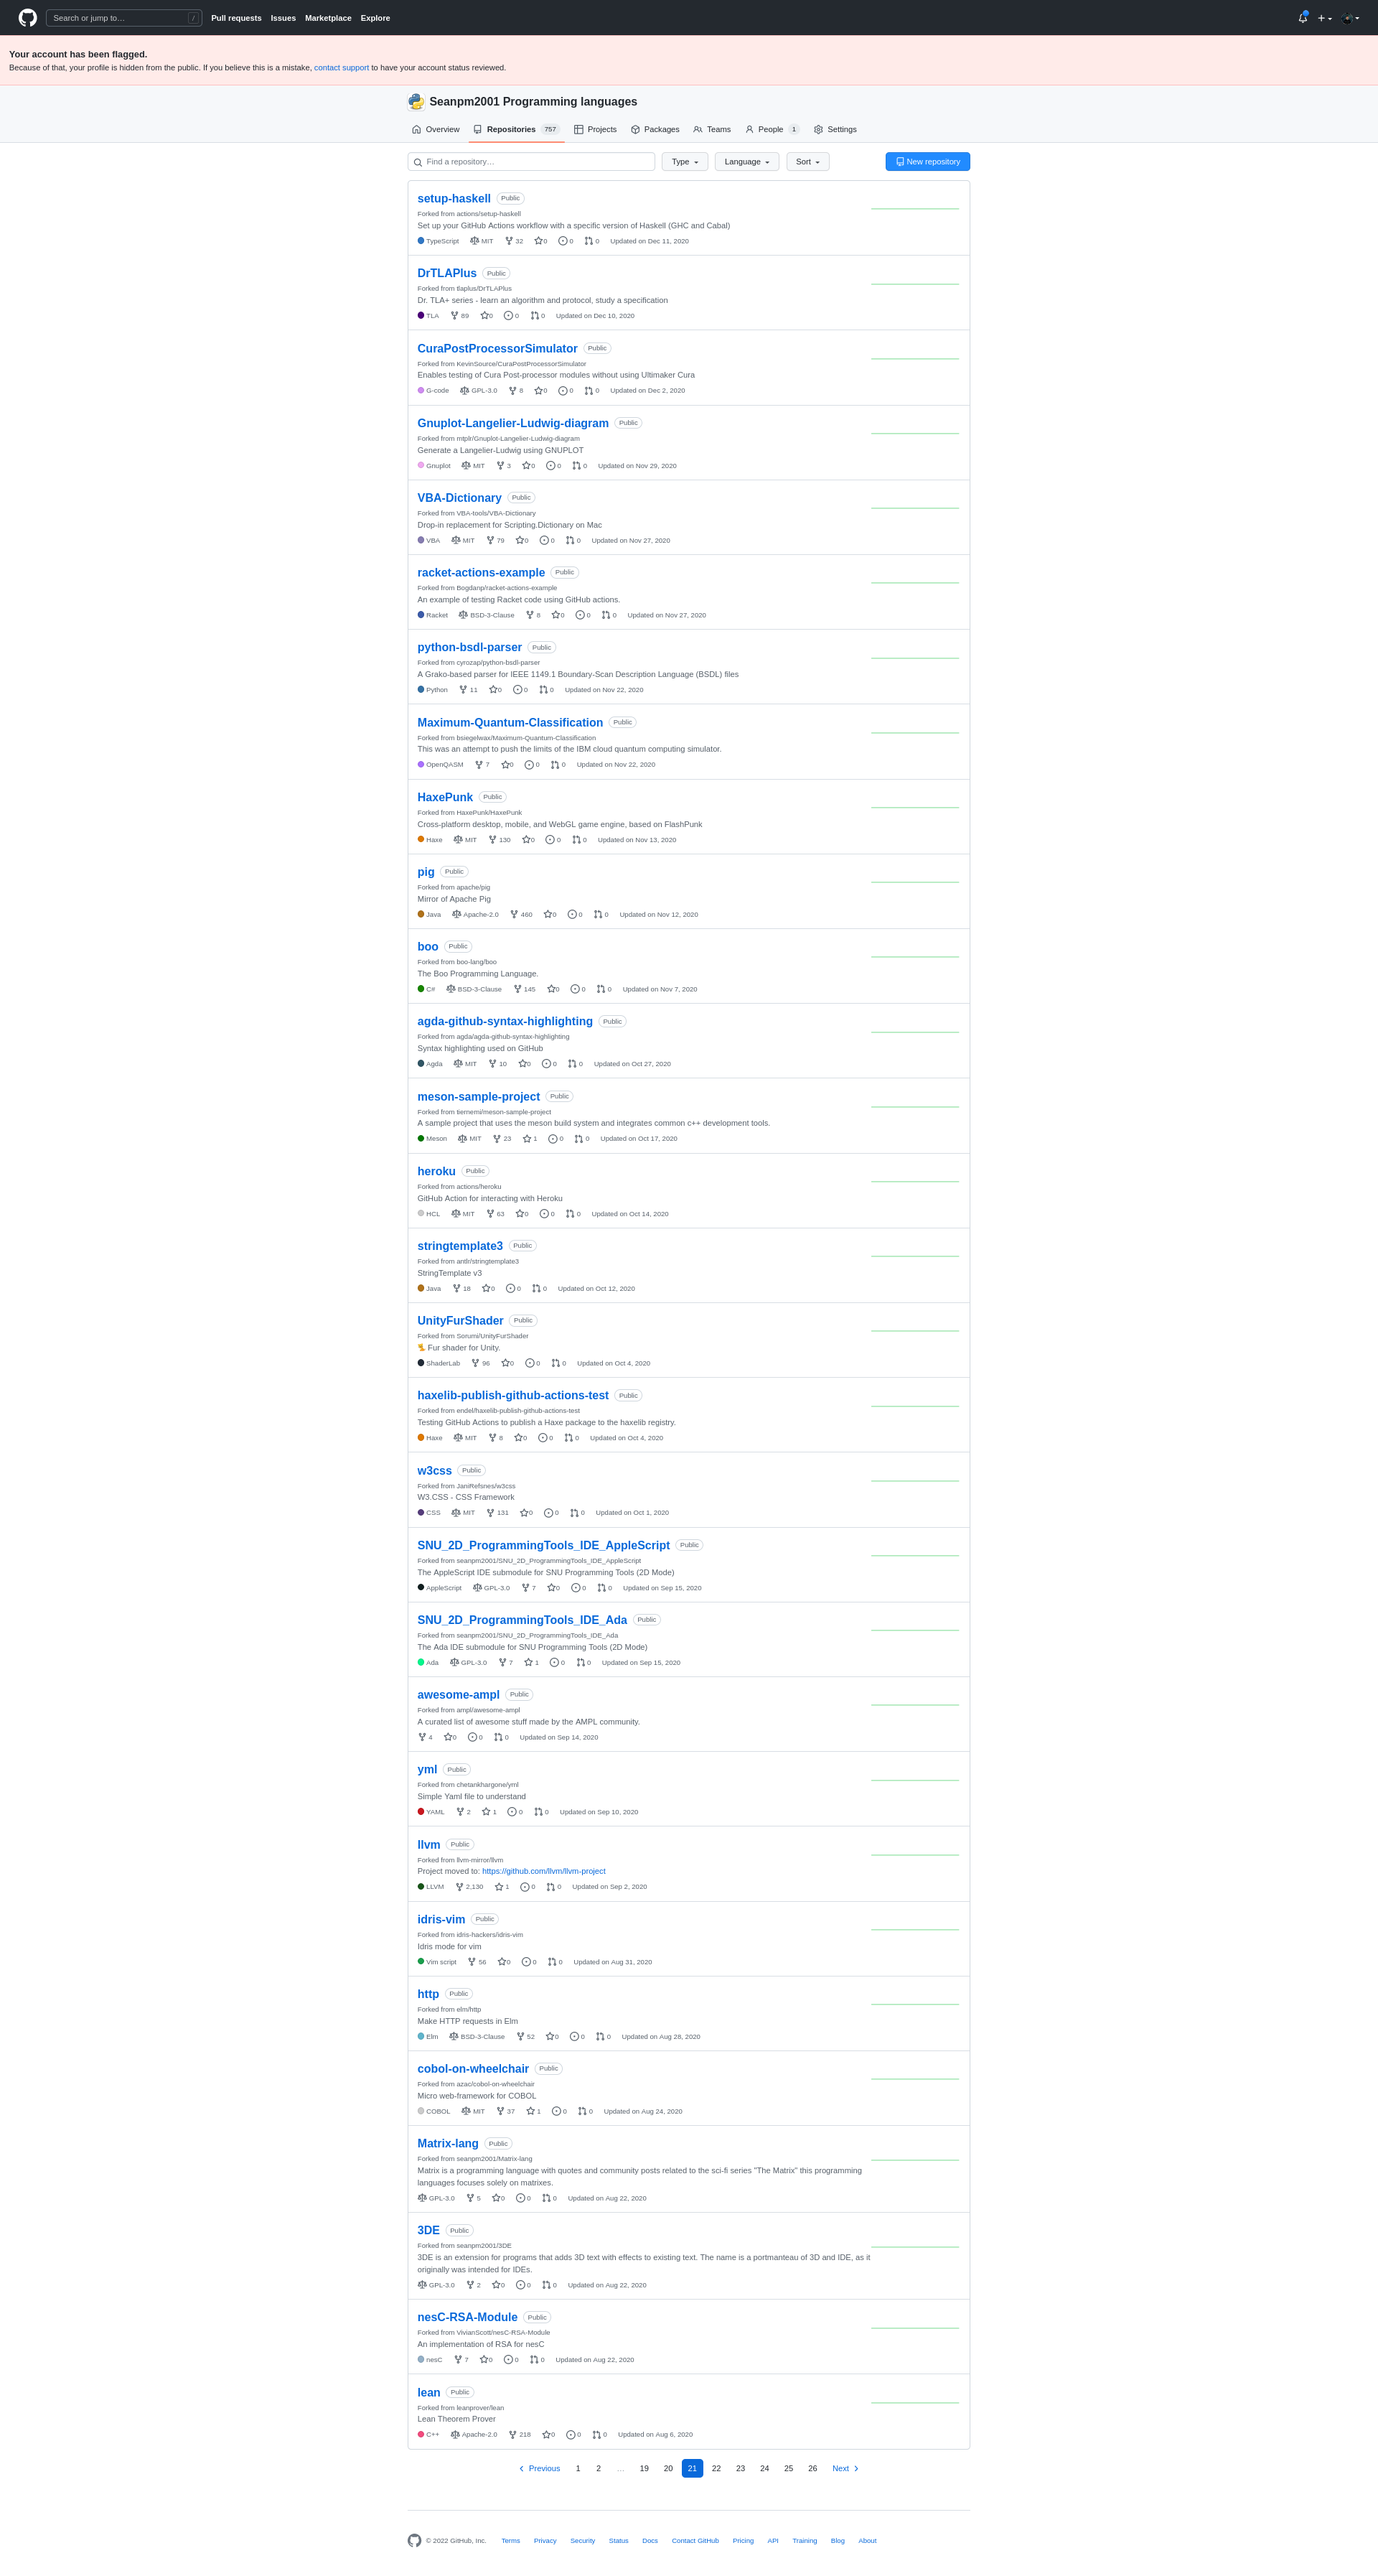 Search or jump to… /
Pull requests Issues Marketplace Explore
Your account has been flagged.
Because of that, your profile is hidden from the public. If you believe this is a mistake, contact support to have your account status reviewed.
Seanpm2001 Programming languages
Overview Repositories 757 Projects Packages Teams People 1 Settings
Find a repository… Type Language Sort New repository
setup-haskell Public
Forked from actions/setup-haskell
Set up your GitHub Actions workflow with a specific version of Haskell (GHC and Cabal)
TypeScript MIT 32 0 0 0 Updated on Dec 11, 2020
DrTLAPlus Public
Forked from tlaplus/DrTLAPlus
Dr. TLA+ series - learn an algorithm and protocol, study a specification
TLA 89 0 0 0 Updated on Dec 10, 2020
CuraPostProcessorSimulator Public
Forked from KevinSource/CuraPostProcessorSimulator
Enables testing of Cura Post-processor modules without using Ultimaker Cura
G-code GPL-3.0 8 0 0 0 Updated on Dec 2, 2020
Gnuplot-Langelier-Ludwig-diagram Public
Forked from mtplr/Gnuplot-Langelier-Ludwig-diagram
Generate a Langelier-Ludwig using GNUPLOT
Gnuplot MIT 3 0 0 0 Updated on Nov 29, 2020
VBA-Dictionary Public
Forked from VBA-tools/VBA-Dictionary
Drop-in replacement for Scripting.Dictionary on Mac
VBA MIT 79 0 0 0 Updated on Nov 27, 2020
racket-actions-example Public
Forked from Bogdanp/racket-actions-example
An example of testing Racket code using GitHub actions.
Racket BSD-3-Clause 8 0 0 0 Updated on Nov 27, 2020
python-bsdl-parser Public
Forked from cyrozap/python-bsdl-parser
A Grako-based parser for IEEE 1149.1 Boundary-Scan Description Language (BSDL) files
Python 11 0 0 0 Updated on Nov 22, 2020
Maximum-Quantum-Classification Public
Forked from bsiegelwax/Maximum-Quantum-Classification
This was an attempt to push the limits of the IBM cloud quantum computing simulator.
OpenQASM 7 0 0 0 Updated on Nov 22, 2020
HaxePunk Public
Forked from HaxePunk/HaxePunk
Cross-platform desktop, mobile, and WebGL game engine, based on FlashPunk
Haxe MIT 130 0 0 0 Updated on Nov 13, 2020
pig Public
Forked from apache/pig
Mirror of Apache Pig
Java Apache-2.0 460 0 0 0 Updated on Nov 12, 2020
boo Public
Forked from boo-lang/boo
The Boo Programming Language.
C# BSD-3-Clause 145 0 0 0 Updated on Nov 7, 2020
agda-github-syntax-highlighting Public
Forked from agda/agda-github-syntax-highlighting
Syntax highlighting used on GitHub
Agda MIT 10 0 0 0 Updated on Oct 27, 2020
meson-sample-project Public
Forked from tiernemi/meson-sample-project
A sample project that uses the meson build system and integrates common c++ development tools.
Meson MIT 23 1 0 0 Updated on Oct 17, 2020
heroku Public
Forked from actions/heroku
GitHub Action for interacting with Heroku
HCL MIT 63 0 0 0 Updated on Oct 14, 2020
stringtemplate3 Public
Forked from antlr/stringtemplate3
StringTemplate v3
Java 18 0 0 0 Updated on Oct 12, 2020
UnityFurShader Public
Forked from Sorumi/UnityFurShader
🐈 Fur shader for Unity.
ShaderLab 96 0 0 0 Updated on Oct 4, 2020
haxelib-publish-github-actions-test Public
Forked from endel/haxelib-publish-github-actions-test
Testing GitHub Actions to publish a Haxe package to the haxelib registry.
Haxe MIT 8 0 0 0 Updated on Oct 4, 2020
w3css Public
Forked from JaniRefsnes/w3css
W3.CSS - CSS Framework
CSS MIT 131 0 0 0 Updated on Oct 1, 2020
SNU_2D_ProgrammingTools_IDE_AppleScript Public
Forked from seanpm2001/SNU_2D_ProgrammingTools_IDE_AppleScript
The AppleScript IDE submodule for SNU Programming Tools (2D Mode)
AppleScript GPL-3.0 7 0 0 0 Updated on Sep 15, 2020
SNU_2D_ProgrammingTools_IDE_Ada Public
Forked from seanpm2001/SNU_2D_ProgrammingTools_IDE_Ada
The Ada IDE submodule for SNU Programming Tools (2D Mode)
Ada GPL-3.0 7 1 0 0 Updated on Sep 15, 2020
awesome-ampl Public
Forked from ampl/awesome-ampl
A curated list of awesome stuff made by the AMPL community.
4 0 0 0 Updated on Sep 14, 2020
yml Public
Forked from chetankhargone/yml
Simple Yaml file to understand
YAML 2 1 0 0 Updated on Sep 10, 2020
llvm Public
Forked from llvm-mirror/llvm
Project moved to: https://github.com/llvm/llvm-project
LLVM 2,130 1 0 0 Updated on Sep 2, 2020
idris-vim Public
Forked from idris-hackers/idris-vim
Idris mode for vim
Vim script 56 0 0 0 Updated on Aug 31, 2020
http Public
Forked from elm/http
Make HTTP requests in Elm
Elm BSD-3-Clause 52 0 0 0 Updated on Aug 28, 2020
cobol-on-wheelchair Public
Forked from azac/cobol-on-wheelchair
Micro web-framework for COBOL
COBOL MIT 37 1 0 0 Updated on Aug 24, 2020
Matrix-lang Public
Forked from seanpm2001/Matrix-lang
Matrix is a programming language with quotes and community posts related to the sci-fi series "The Matrix" this programming
languages focuses solely on matrixes.
GPL-3.0 5 0 0 0 Updated on Aug 22, 2020
3DE Public
Forked from seanpm2001/3DE
3DE is an extension for programs that adds 3D text with effects to existing text. The name is a portmanteau of 3D and IDE, as it
originally was intended for IDEs.
GPL-3.0 2 0 0 0 Updated on Aug 22, 2020
nesC-RSA-Module Public
Forked from VivianScott/nesC-RSA-Module
An implementation of RSA for nesC
nesC 7 0 0 0 Updated on Aug 22, 2020
lean Public
Forked from leanprover/lean
Lean Theorem Prover
C++ Apache-2.0 218 0 0 0 Updated on Aug 6, 2020
Previous 1 2 … 19 20 21 22 23 24 25 26 Next
© 2022 GitHub, Inc. Terms Privacy Security Status Docs Contact GitHub Pricing API Training Blog About